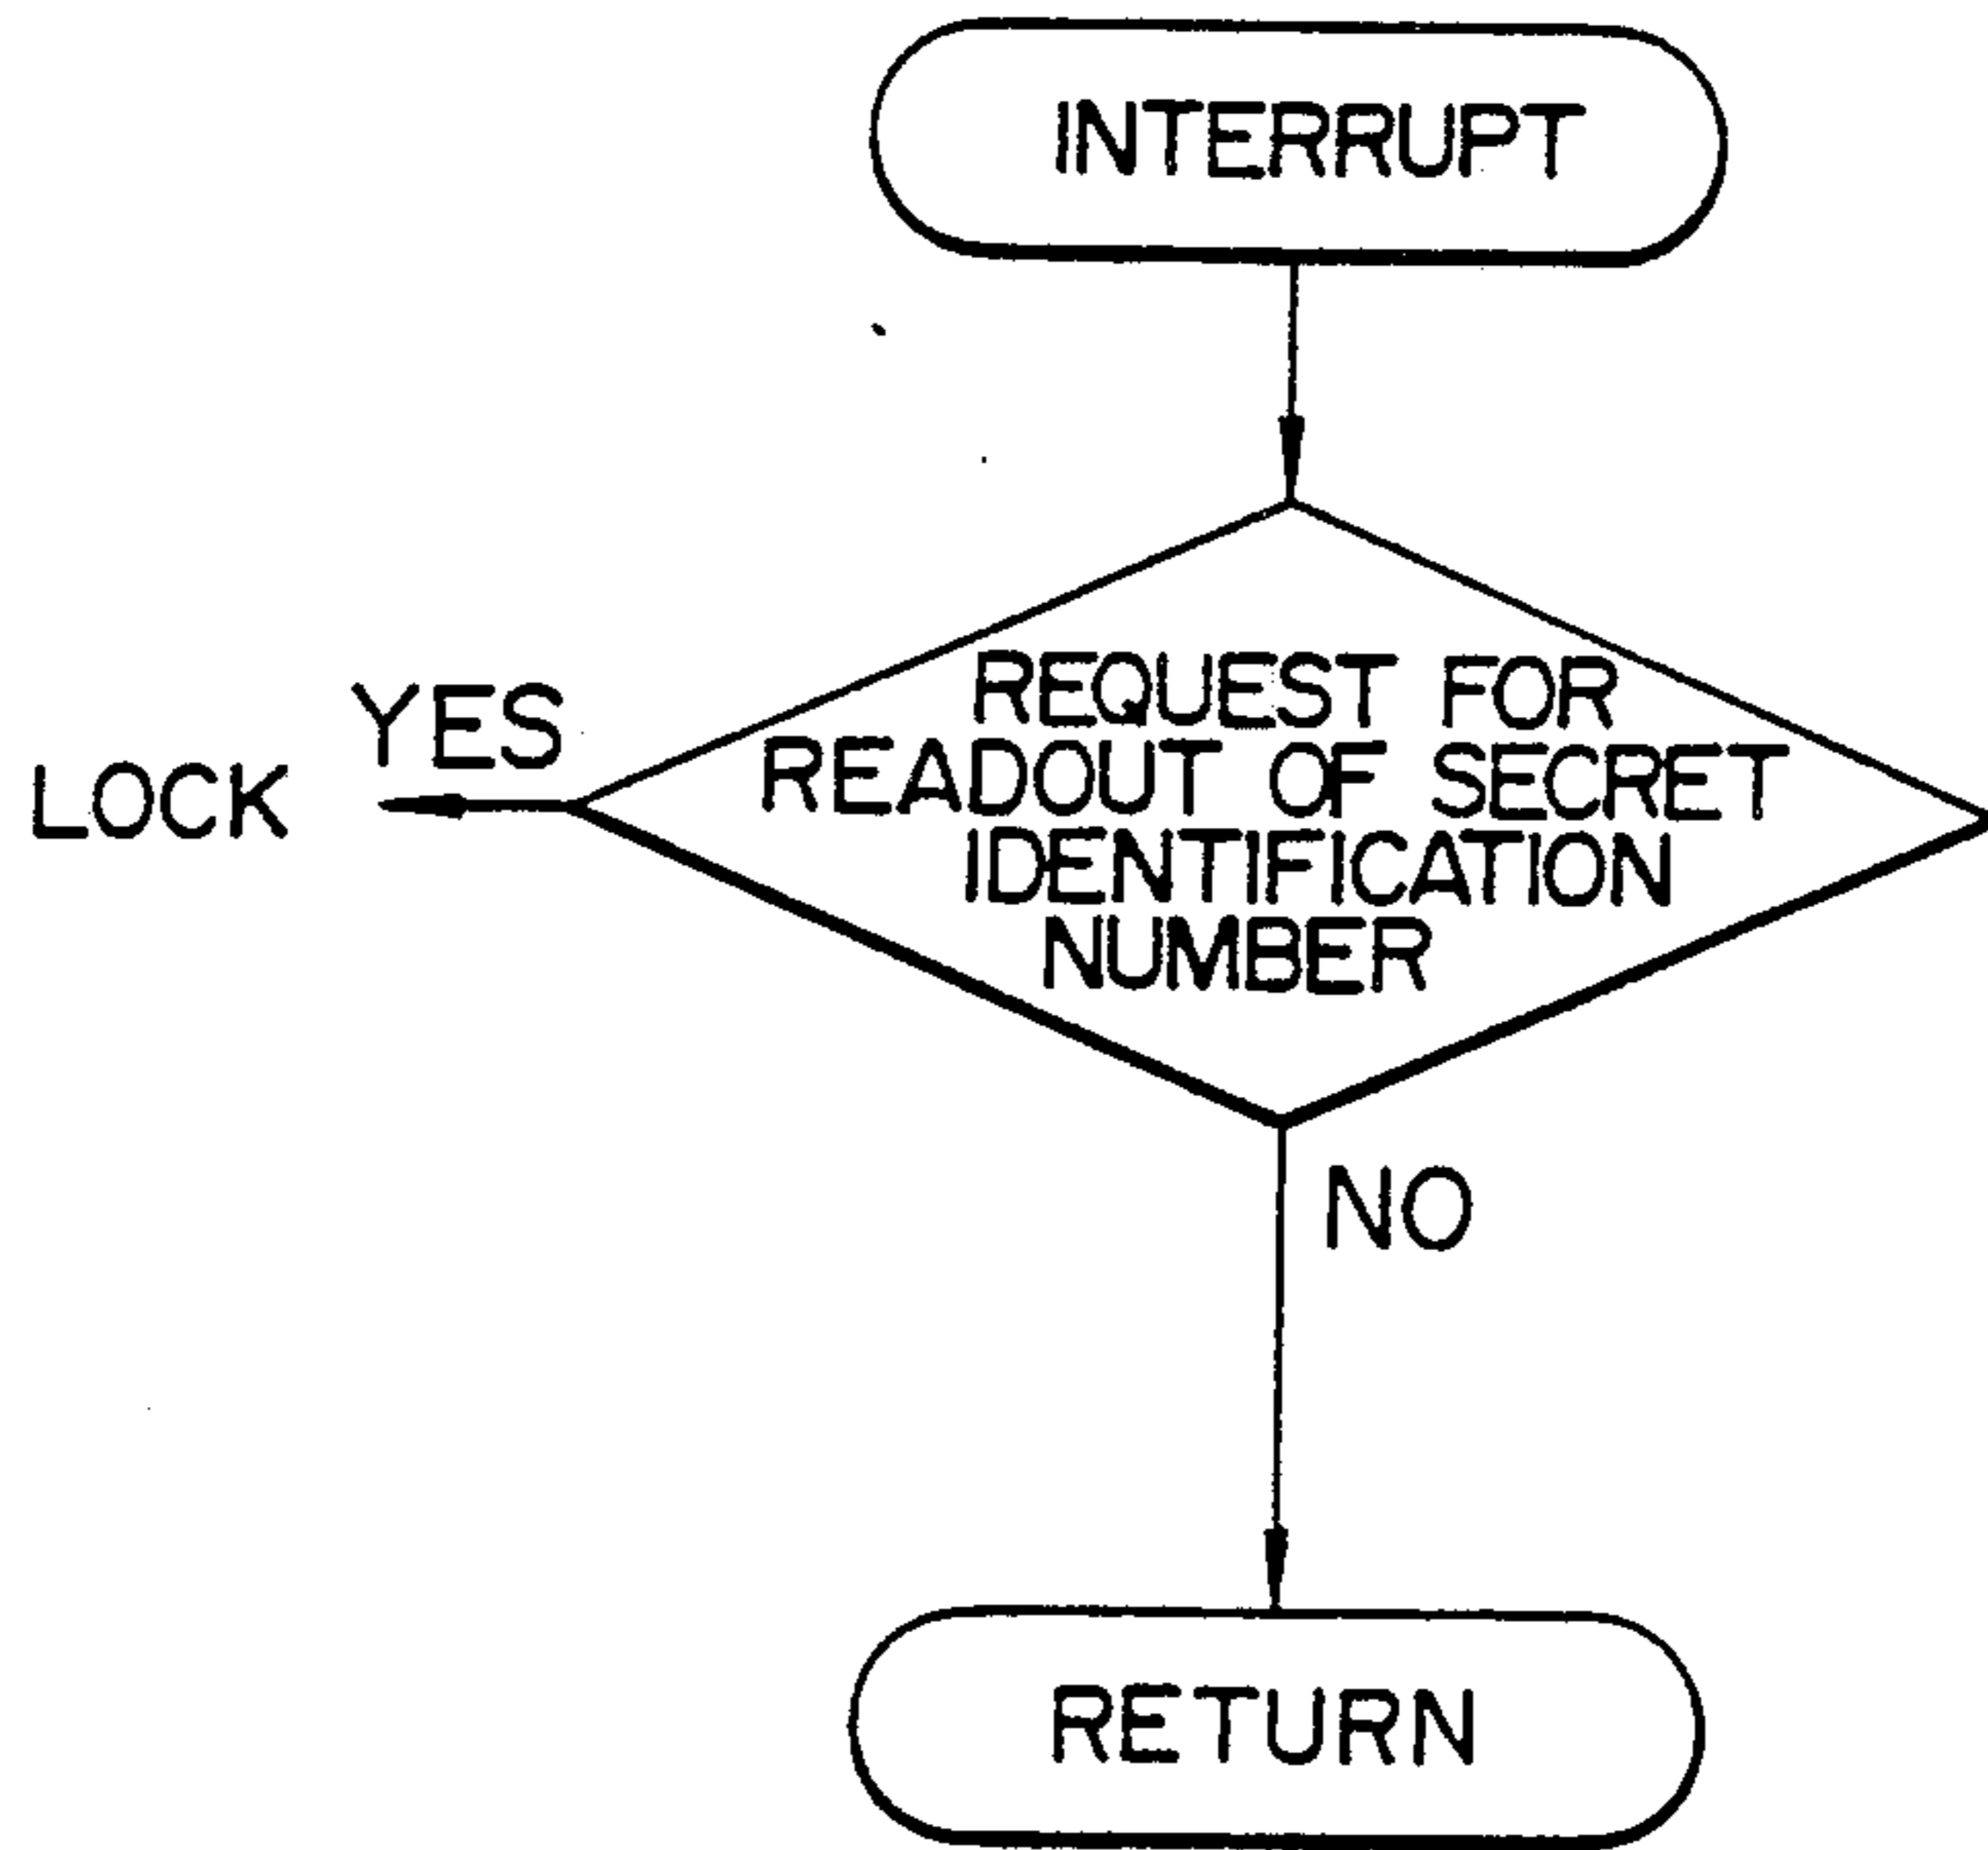 INTERRUPT
REQUEST FOR
READOUT OF SECRET
IDENTIFICATION
NUMBER
YES
LOCK
NO
RETURN